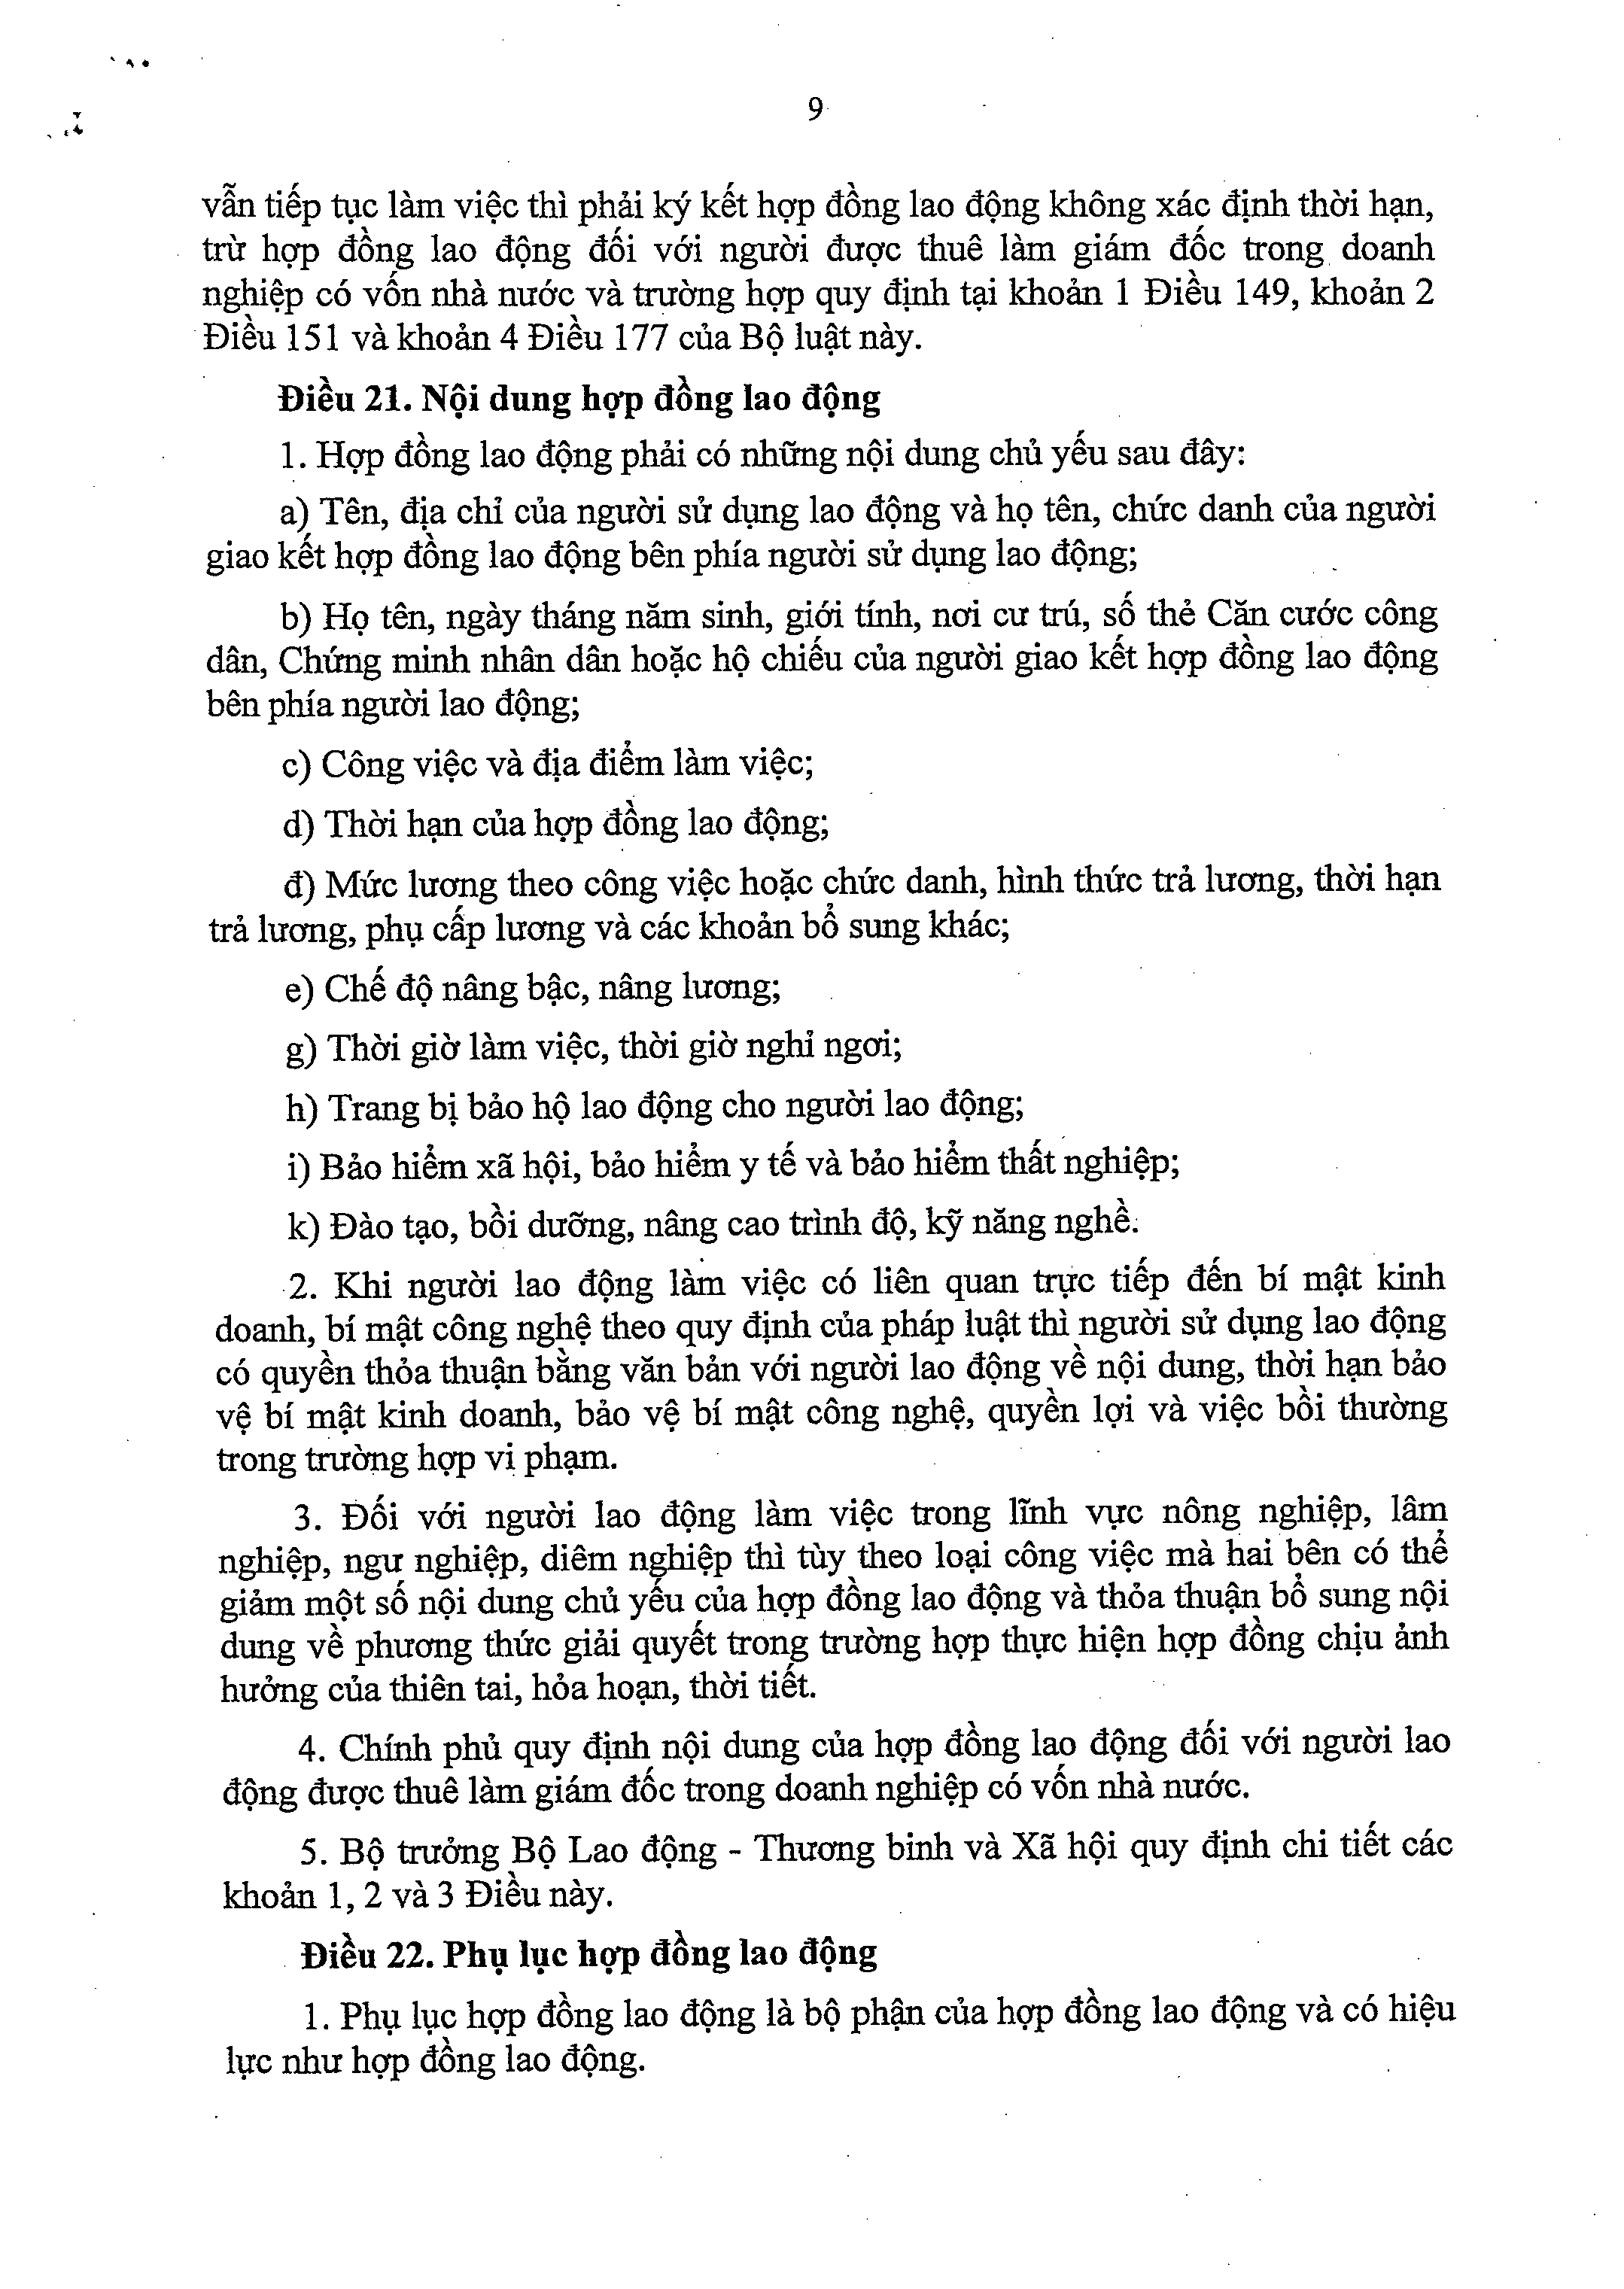 9
vẫn tiếp tục làm việc thì phải ký kết hợp đồng lao động không xác định thời hạn,
trừ hợp đồng lao động đối với người được thuê làm giám đốc trong doanh
nghiệp có vốn nhà nước và trường hợp quy định tại khoản 1 Điều 149, khoản 2
Điều 151 và khoản 4 Điều 177 của Bộ luật này.
Điều 21. Nội dung hợp đồng lao động
1. Hợp đồng lao động phải có những nội dung chủ yếu sau đây:
a) Tên, địa chỉ của người sử dụng lao động và họ tên, chức danh của người
giao kết hợp đồng lao động bên phía người sử dụng lao động;
b) Họ tên, ngày tháng năm sinh, giới tính, nơi cư trú, số thẻ Căn cước công
dân, Chứng minh nhân dân hoặc hộ chiếu của người giao kết hợp đồng lao động
bên phía người lao động;
c) Công việc và địa điểm làm việc;
d) Thời hạn của hợp đồng lao động;
đ) Mức lương theo công việc hoặc chức danh, hình thức trả lương, thời hạn
trả lương, phụ cấp lương và các khoản bổ sung khác;
e) Chế độ nâng bậc, nâng lương;
g) Thời giờ làm việc, thời giờ nghỉ ngơi;
h) Trang bị bảo hộ lao động cho người lao động;
i) Bảo hiểm xã hội, bảo hiểm y tế và bảo hiểm thất nghiệp;
k) Đào tạo, bồi dưỡng, nâng cao trình độ, kỹ năng nghề.
2. Khi người lao động làm việc có liên quan trực tiếp đến bí mật kinh
doanh, bí mật công nghệ theo quy định của pháp luật thì người sử dụng lao động
có quyền thỏa thuận bằng văn bản với người lao động về nội dung, thời hạn bảo
vệ bí mật kinh doanh, bảo vệ bí mật công nghệ, quyền lợi và việc bồi thường
trong trường hợp vi phạm.
3. Đối với người lao động làm việc trong lĩnh vực nông nghiệp, lâm
nghiệp, ngư nghiệp, diêm nghiệp thì tùy theo loại công việc mà hai bên có thể
giảm một số nội dung chủ yếu của hợp đồng lao động và thỏa thuận bổ sung nội
dung về phương thức giải quyết trong trường hợp thực hiện hợp đồng chịu ảnh
hưởng của thiên tai, hỏa hoạn, thời tiết.
4. Chính phủ quy định nội dung của hợp đồng lao động đối với người lao
động được thuê làm giám đốc trong doanh nghiệp có vốn nhà nước.
5. Bộ trưởng Bộ Lao động - Thương binh và Xã hội quy định chi tiết các
khoản 1, 2 và 3 Điều này.
Điều 22. Phụ lục hợp đồng lao động
1. Phụ lục hợp đồng lao động là bộ phận của hợp đồng lao động và có hiệu
lực như hợp đồng lao động.